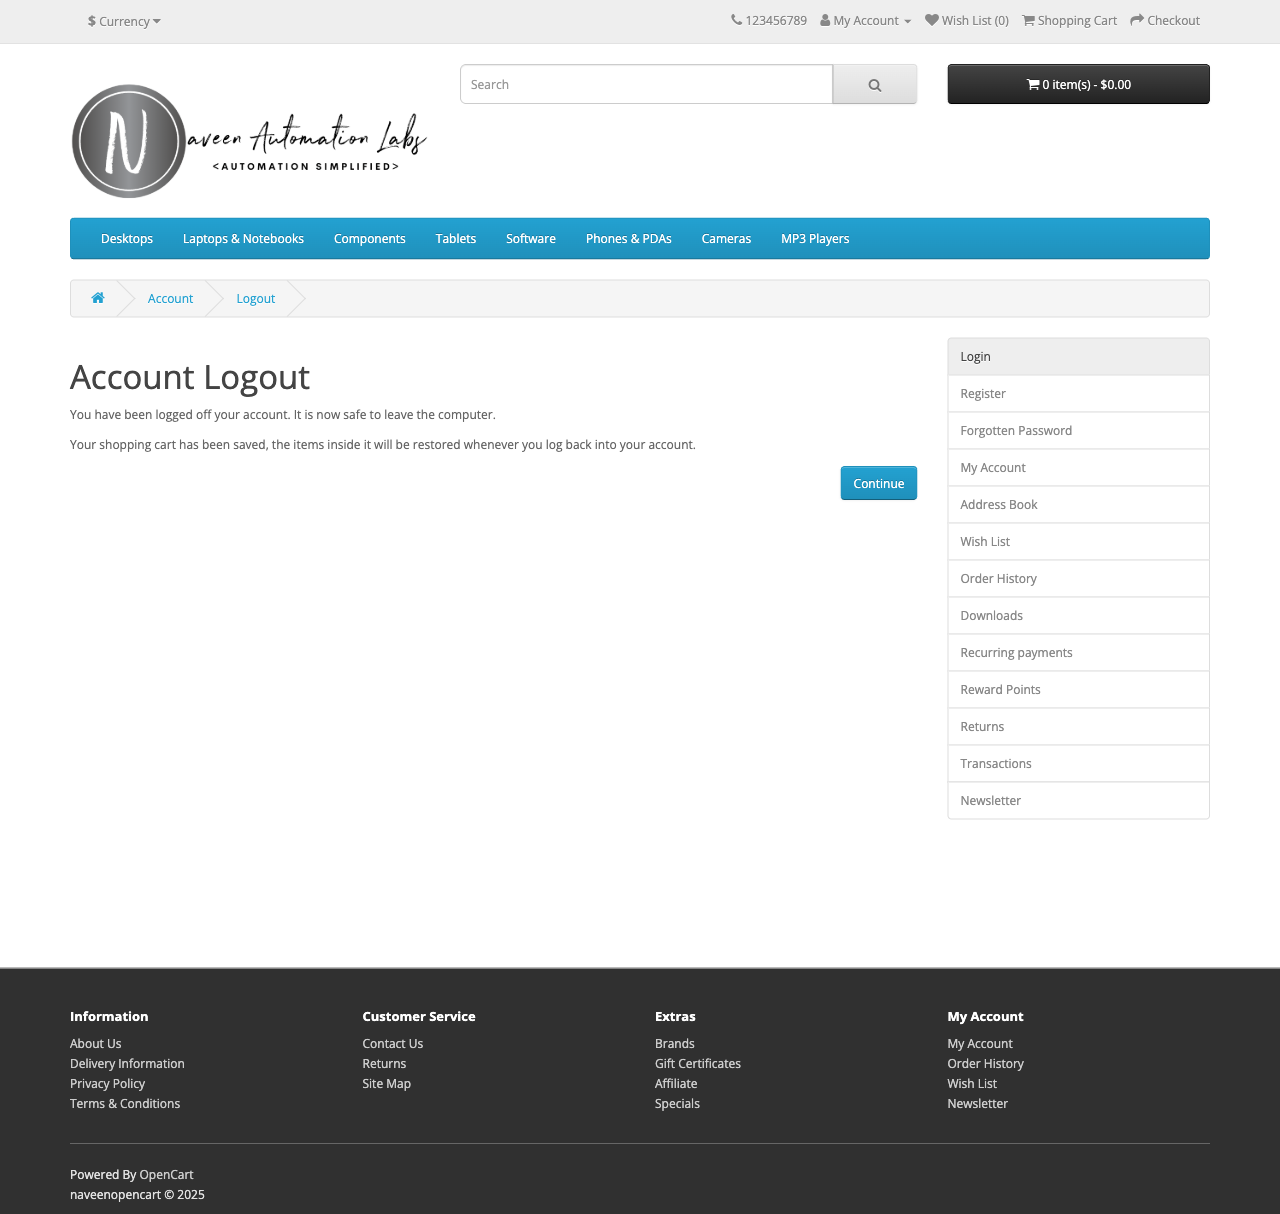 $ Currency
123456789 My Account Wish List (0) Shopping Cart Checkout
N
aveen Automation Labs
<AUTOMATION SIMPLIFIED>
Search
0 item(s) - $0.00
Desktops Laptops & Notebooks Components Tablets Software Phones & PDAs Cameras MP3 Players
Account Logout
Account Logout
You have been logged off your account. It is now safe to leave the computer.
Your shopping cart has been saved, the items inside it will be restored whenever you log back into your account.
Continue
Login
Register
Forgotten Password
My Account
Address Book
Wish List
Order History
Downloads
Recurring payments
Reward Points
Returns
Transactions
Newsletter
Information
About Us
Delivery Information
Privacy Policy
Terms & Conditions
Customer Service
Contact Us
Returns
Site Map
Extras
Brands
Gift Certificates
Affiliate
Specials
My Account
My Account
Order History
Wish List
Newsletter
Powered By OpenCart
naveenopencart © 2025